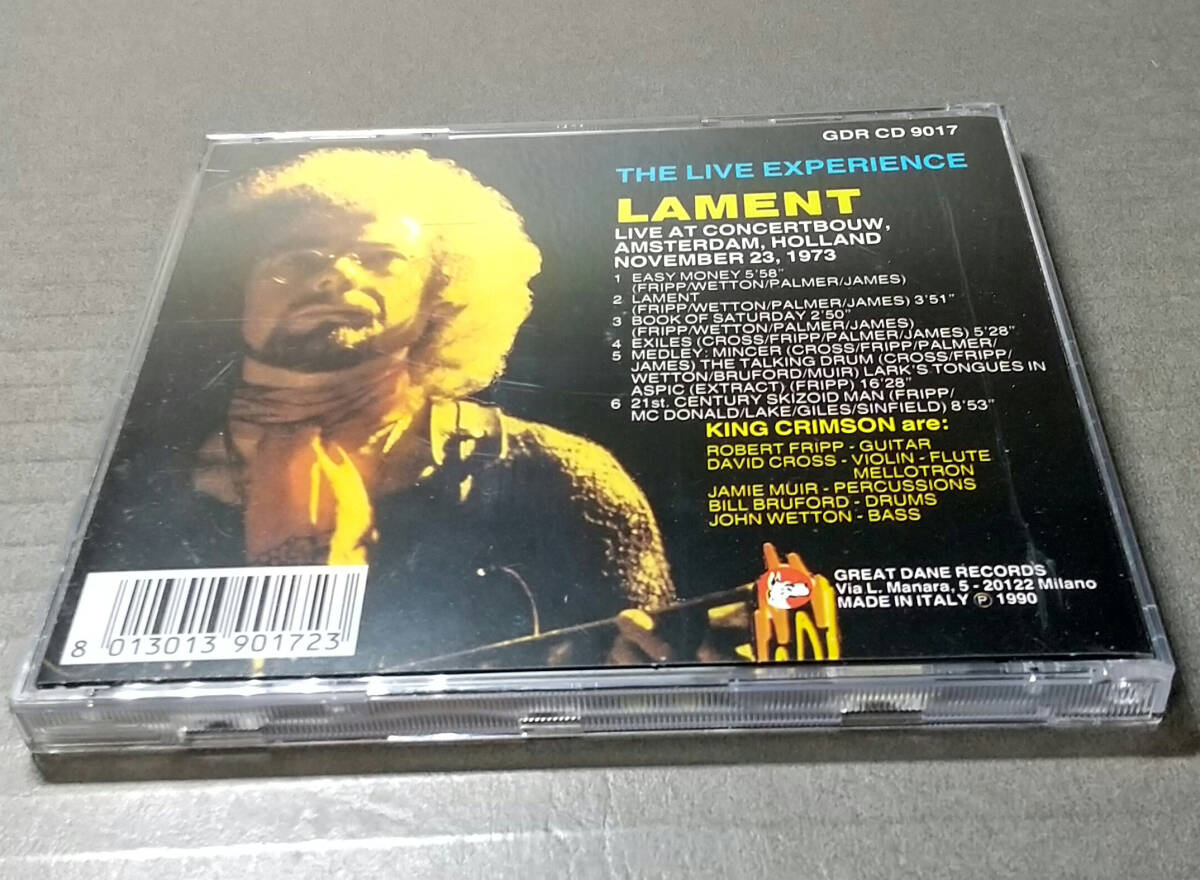 GDR CD 9017
THE LIVE EXPERIENCE
LAMENT
LIVE AT CONCERTBOUW,
AMSTERDAM, HOLLAND
NOVEMBER 23, 1973
1 EASY MONEY 5'58"
(FRIPP/WETTON/PALMER/JAMES)
2 LAMENT
(FRIPP/WETTON/PALMER/JAMES) 3'51"
3 BOOK OF SATURDAY 2'50"
(FRIPP/WETTON/PALMER/JAMES)
4 EXILES (CROSS/FRIPP/PALMER/JAMES) 5'28"
5 MEDLEY: MINCER (CROSS/FRIPP/PALMER/
JAMES) THE TALKING DRUM (CROSS/FRIPP/
WETTON/BRUFORD/MUIR) LARK'S TONGUES IN
ASPIC (EXTRACT) (FRIPP) 16'28"
6 21st. CENTURY SKIZOID MAN (FRIPP/
MC DONALD/LAKE/GILES/SINFIELD) 8'53"
KING CRIMSON are:
ROBERT FRIPP - GUITAR
DAVID CROSS - VIOLIN - FLUTE
MELLOTRON
JAMIE MUIR - PERCUSSIONS
BILL BRUFORD - DRUMS
JOHN WETTON - BASS
GREAT DANE RECORDS
Via L. Manara, 5 - 20122 Milano
MADE IN ITALY ℗ 1990
8 013013 901723